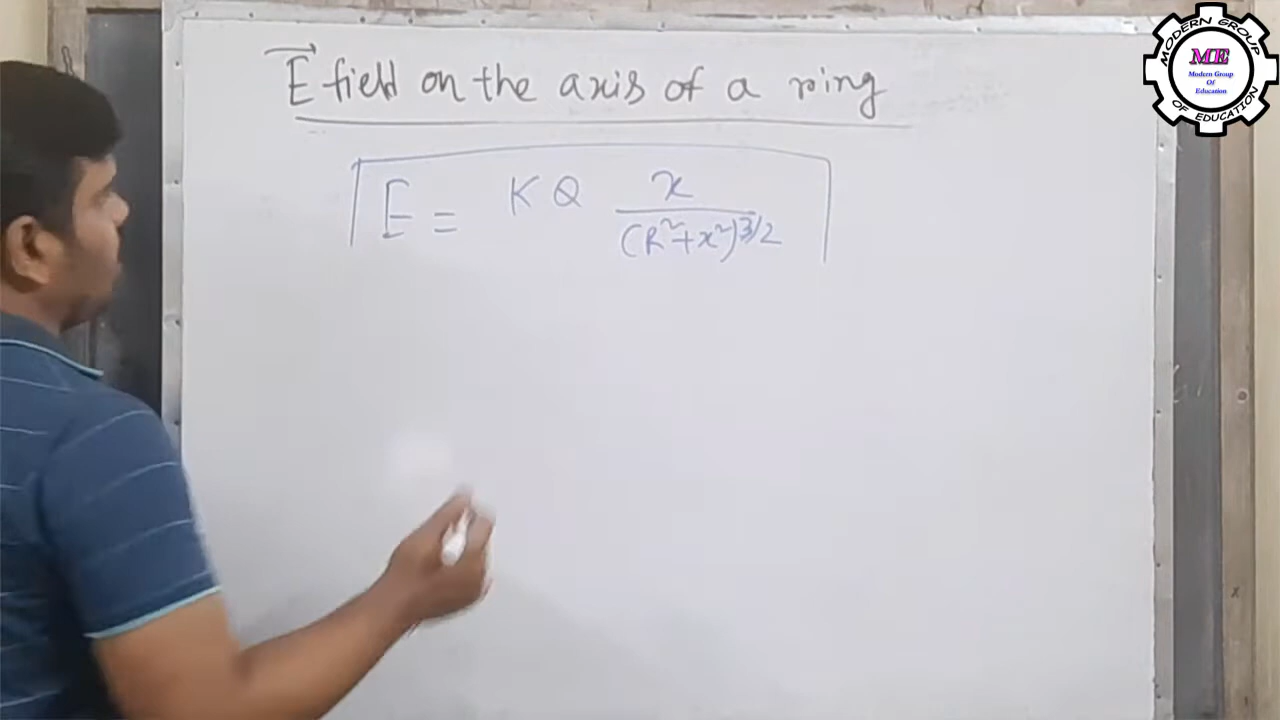 E⃗ field on the axis of a ring
E = KQ x / (R²+x²)^3/2
MODERN GROUP
ME
Modern Group
Of
Education
OF EDUCATION